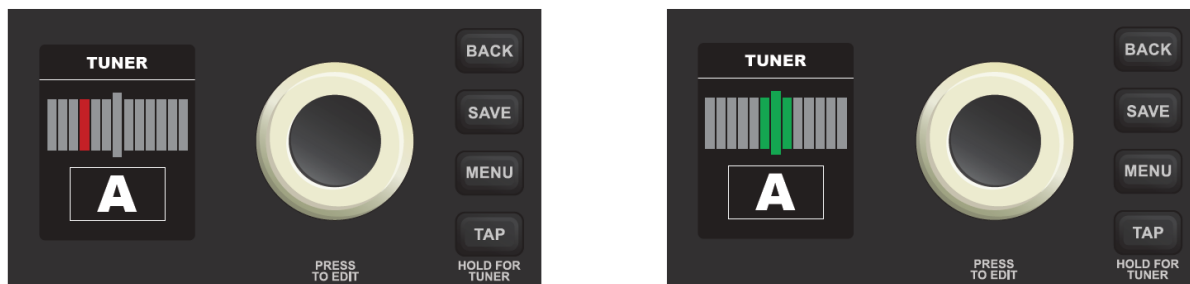 TUNER
A
BACK
SAVE
MENU
TAP
PRESS
TO EDIT
HOLD FOR
TUNER
TUNER
A
BACK
SAVE
MENU
TAP
PRESS
TO EDIT
HOLD FOR
TUNER